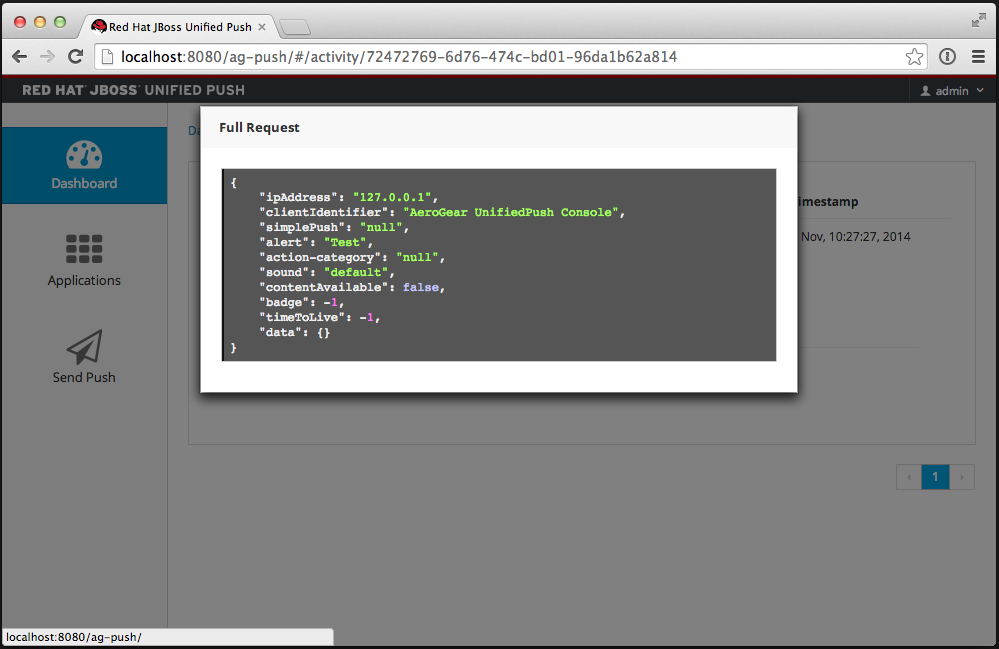 Red Hat JBoss Unified Push
localhost:8080/ag-push/#/activity/72472769-6d76-474c-bd01-96da1b62a814
RED HAT JBOSS UNIFIED PUSH
admin
Full Request
Da
Dashboard
{
"ipAddress": "127.0.0.1",
"clientIdentifier": "AeroGear UnifiedPush Console",
"simplePush": "null",
"alert": "Test",
"action-category": "null",
"sound": "default",
"contentAvailable": false,
"badge": -1,
"timeToLive": -1,
"data": {}
}
imestamp
Nov, 10:27:27, 2014
Applications
Send Push
‹ 1 ›
localhost:8080/ag-push/